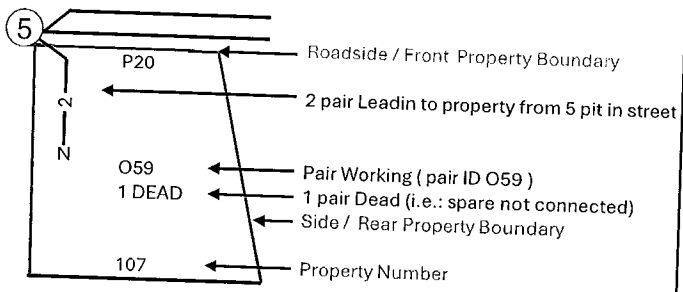 5
P20
Roadside / Front Property Boundary
2
2 pair Leadin to property from 5 pit in street
N
O59
Pair Working ( pair ID O59 )
1 DEAD
1 pair Dead (i.e.: spare not connected)
Side / Rear Property Boundary
107
Property Number